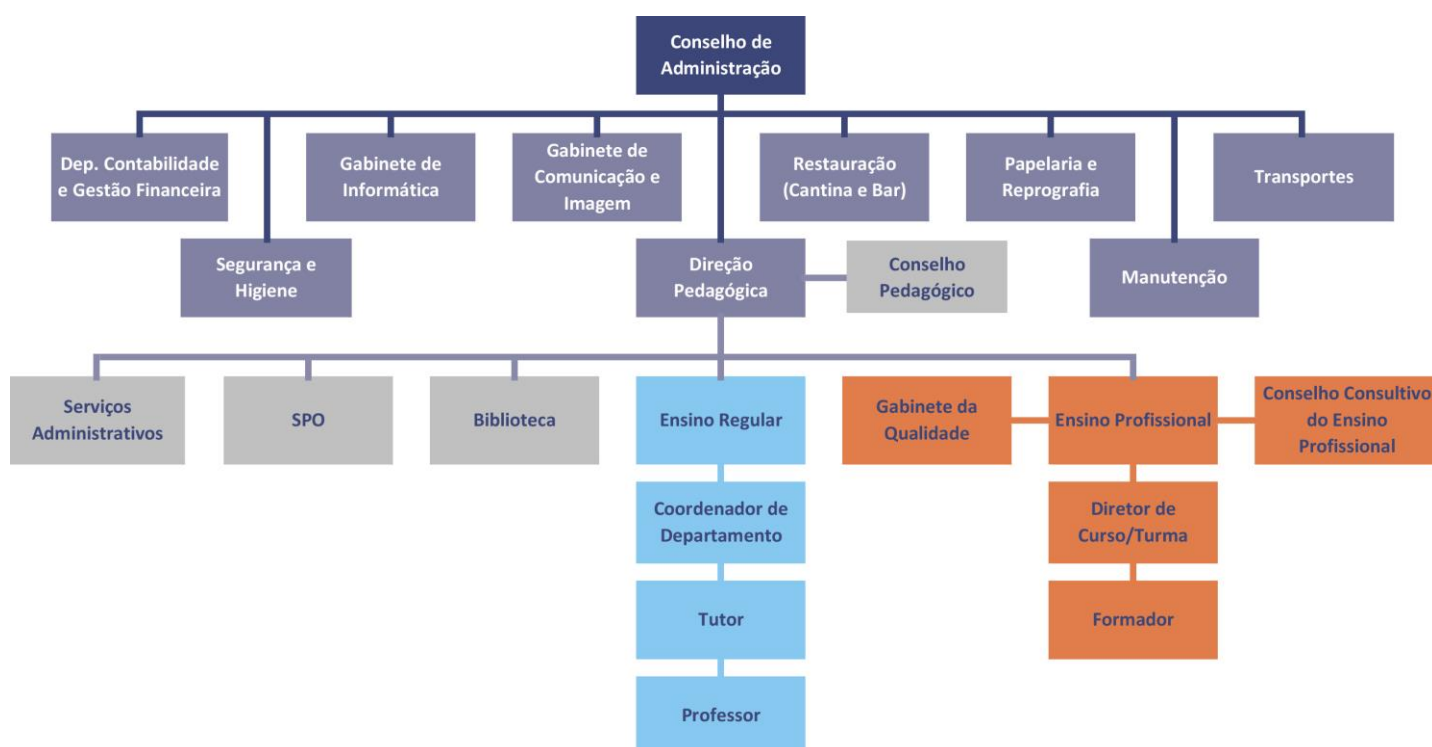 Conselho de
Administração
Dep. Contabilidade
e Gestão Financeira
Gabinete de
Informática
Gabinete de
Comunicação e
Imagem
Restauração
(Cantina e Bar)
Papelaria e
Reprografia
Transportes
Segurança e
Higiene
Direção
Pedagógica
Conselho
Pedagógico
Manutenção
Serviços
Administrativos
SPO
Biblioteca
Ensino Regular
Gabinete da
Qualidade
Ensino Profissional
Conselho Consultivo
do Ensino
Profissional
Coordenador de
Departamento
Diretor de
Curso/Turma
Tutor
Formador
Professor